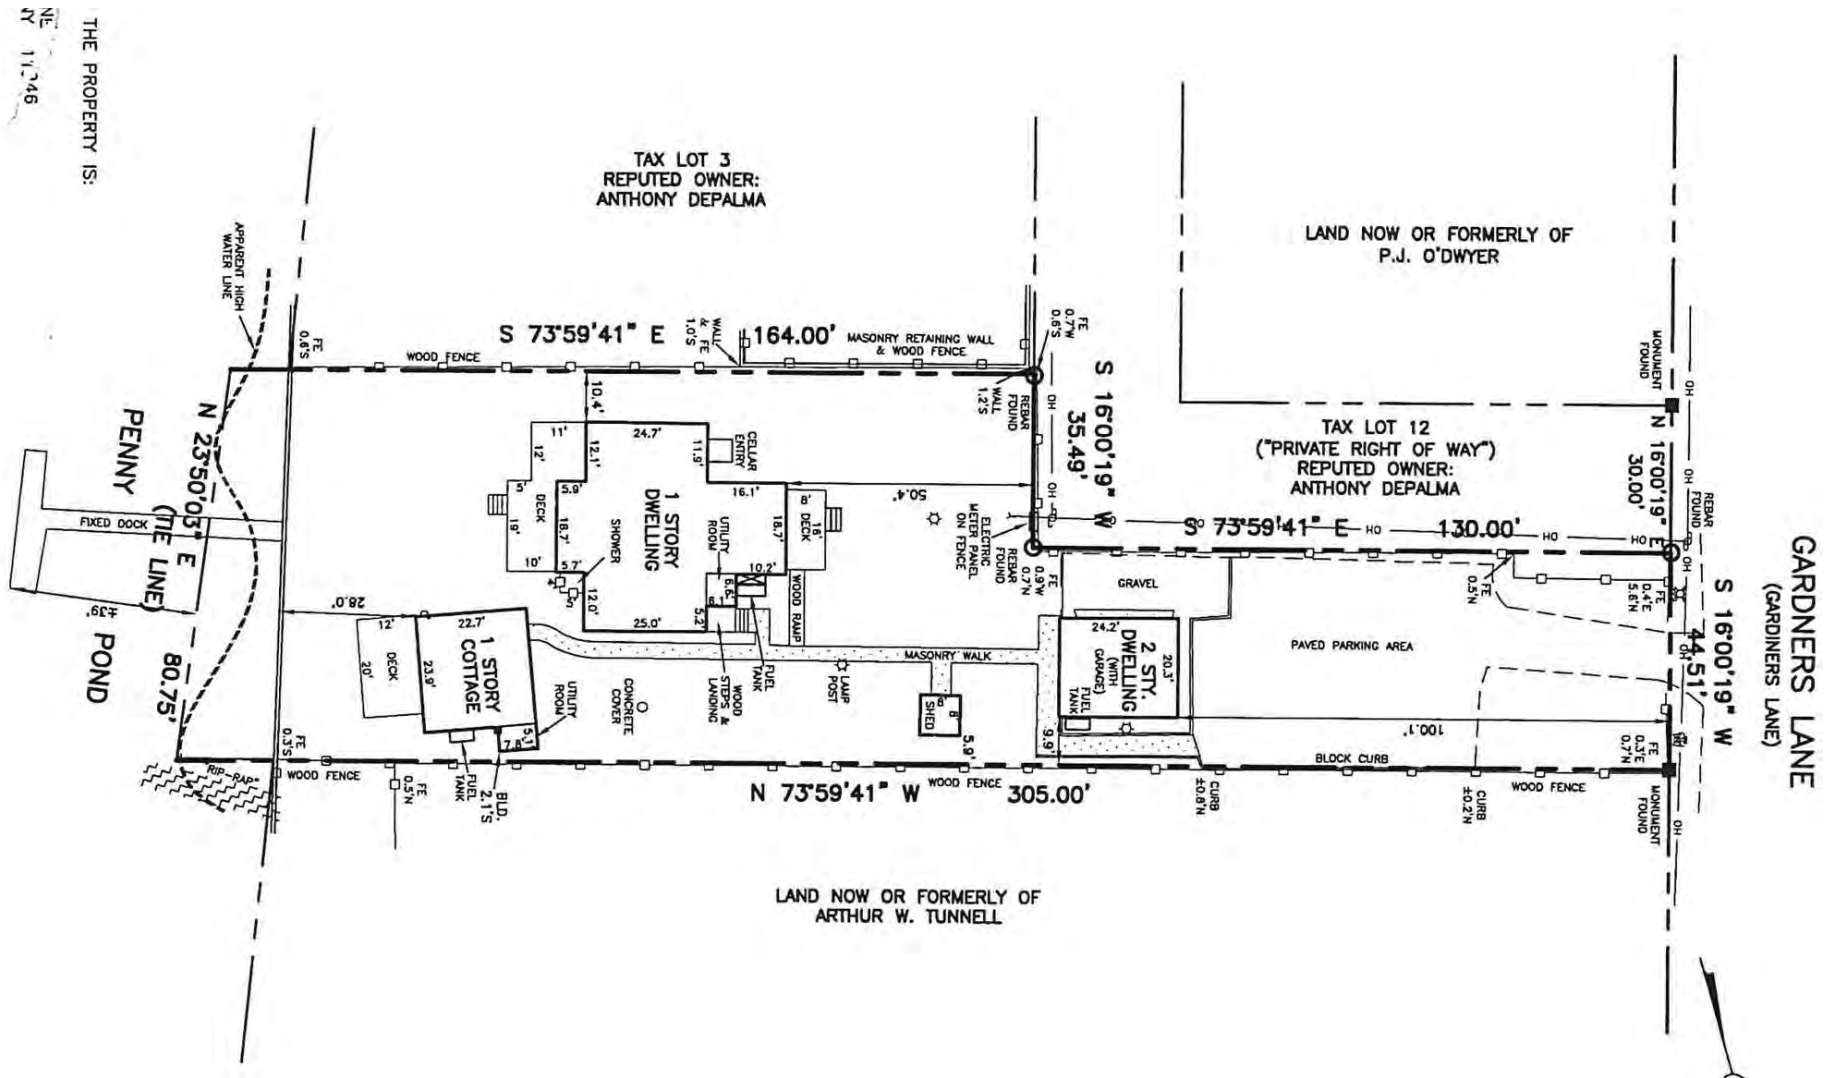 THE PROPERTY IS:
TAX LOT 3
REPUTED OWNER:
ANTHONY DEPALMA
LAND NOW OR FORMERLY OF
P.J. O'DWYER
TAX LOT 12
("PRIVATE RIGHT OF WAY")
REPUTED OWNER:
ANTHONY DEPALMA
GARDNERS LANE
(GARDINERS LANE)
MONUMENT
FOUND
N 16°00'19" E
30.00'
REBAR
FOUND
OH
OH
OH
OH
OH
APPARENT HIGH
WATER LINE
FE
0.6'S
S 73°59'41" E 164.00'
WOOD FENCE
WALL
& FE
1.0'S
MASONRY RETAINING WALL
& WOOD FENCE
FE
0.7'W
0.6'S
WALL
1.2'S
REBAR
FOUND
S 16°00'19" W
35.49'
OH
OH
OH
S 73°59'41" E 130.00'
OH
OH
OH
ELECTRIC
METER PANEL
ON FENCE
REBAR
FOUND
FE
0.9'W
0.7'N
FE
0.5'N
FE
0.4'E
5.6'N
S 16°00'19" W
44.51'
10.4'
11'
12'
24.7'
12.1'
11.9'
CELLAR
ENTRY
16.1'
50.4'
5'
DECK
19'
10'
5.9'
18.7'
5.7'
SHOWER
1 STORY
DWELLING
UTILITY
ROOM
18.7'
8'
DECK
16'
10.2'
6.6'
6.1'
5.2'
12.0'
25.0'
WOOD RAMP
FUEL
TANK
WOOD
STEPS &
LANDING
MASONRY WALK
LAMP
POST
CONCRETE
COVER
SHED
8'
8'
5.9'
GRAVEL
24.2'
20.3'
2 STY.
DWELLING
(WITH
GARAGE)
FUEL
TANK
9.9'
PAVED PARKING AREA
100.1'
BLOCK CURB
FE
0.3'E
0.7'N
MONUMENT
FOUND
OH
PENNY POND
N 23°50'03" E 80.75'
(TIE LINE)
FIXED DOCK
±39'
28.0'
12'
DECK
20'
22.7'
23.9'
1 STORY
COTTAGE
UTILITY
ROOM
5.1'
7.8'
FUEL
TANK
BLD.
2.1'S
FE
0.3'S
RIP-RAP
WOOD FENCE
FE
0.5'N
N 73°59'41" W 305.00'
WOOD FENCE
CURB
±0.8'N
CURB
±0.2'N
WOOD FENCE
LAND NOW OR FORMERLY OF
ARTHUR W. TUNNELL